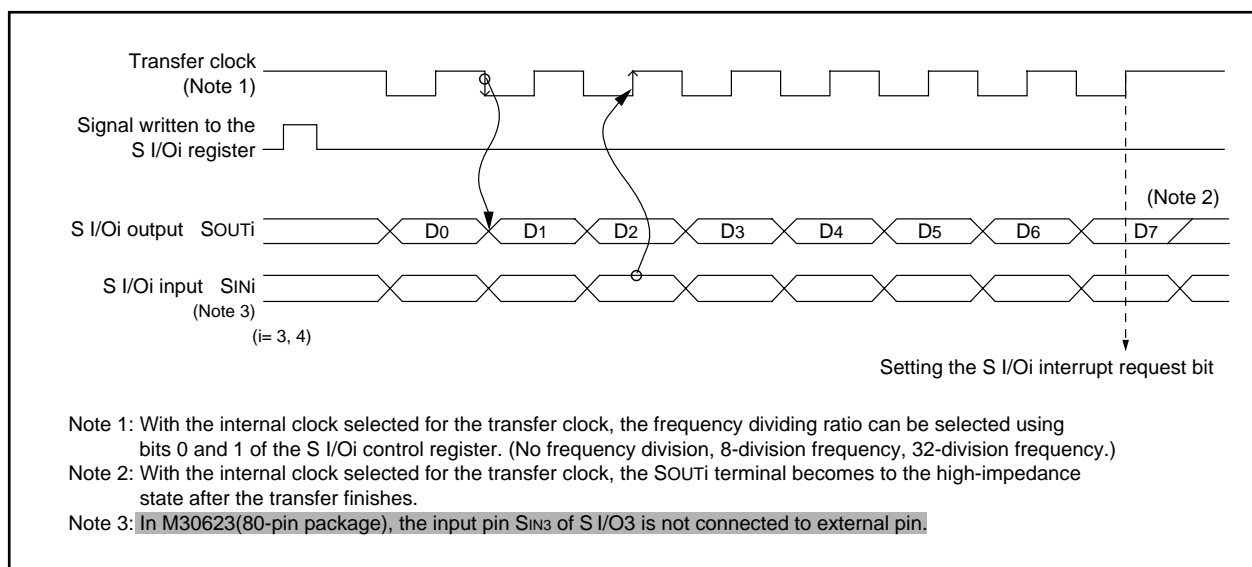 Transfer clock
(Note 1)
Signal written to the
S I/Oi register
(Note 2)
S I/Oi output SOUTi
D0 D1 D2 D3 D4 D5 D6 D7
S I/Oi input SINi
(Note 3)
(i= 3, 4)
Setting the S I/Oi interrupt request bit
Note 1: With the internal clock selected for the transfer clock, the frequency dividing ratio can be selected using
bits 0 and 1 of the S I/Oi control register. (No frequency division, 8-division frequency, 32-division frequency.)
Note 2: With the internal clock selected for the transfer clock, the SOUTi terminal becomes to the high-impedance
state after the transfer finishes.
Note 3: In M30623(80-pin package), the input pin SIN3 of S I/O3 is not connected to external pin.